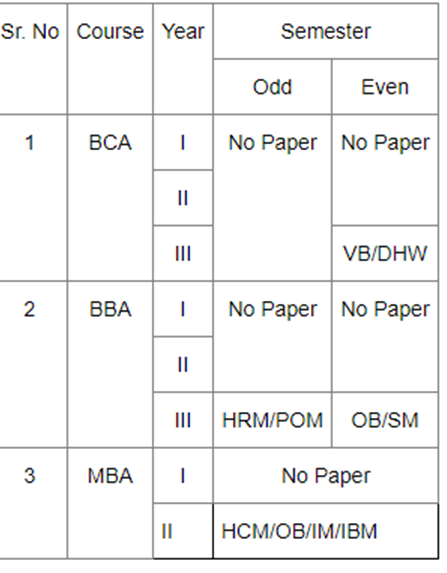 Sr. No Course Year Semester
Odd Even
1 BCA I No Paper No Paper
II
III VB/DHW
2 BBA I No Paper No Paper
II
III HRM/POM OB/SM
3 MBA I No Paper
II HCM/OB/IM/IBM